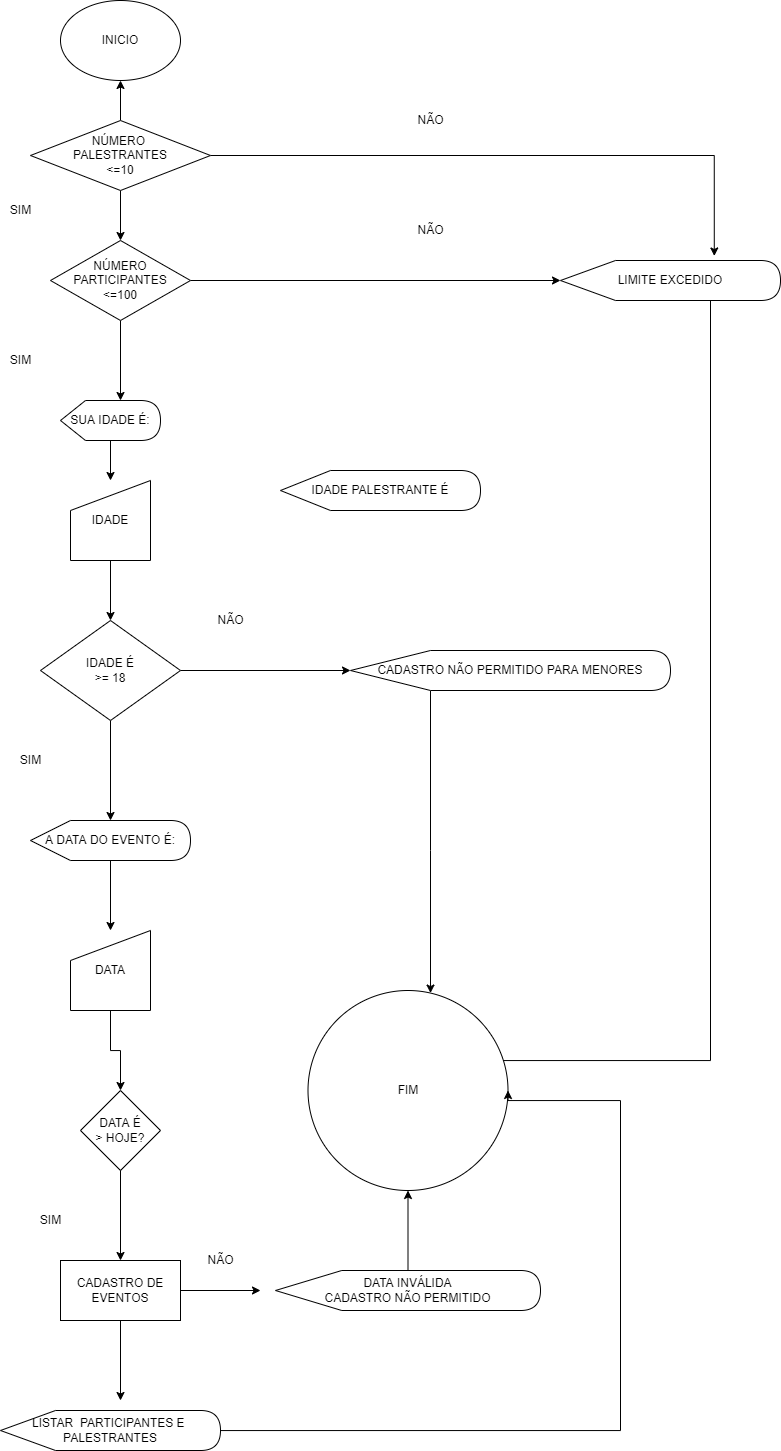 INICIO
NÃO
NÚMERO
PALESTRANTES
<=10
SIM
NÃO
NÚMERO
PARTICIPANTES
<=100
LIMITE EXCEDIDO
SIM
SUA IDADE É:
IDADE PALESTRANTE É
IDADE
NÃO
IDADE É
>= 18
CADASTRO NÃO PERMITIDO PARA MENORES
SIM
A DATA DO EVENTO É:
DATA
FIM
DATA É
> HOJE?
SIM
NÃO
CADASTRO DE
EVENTOS
DATA INVÁLIDA
CADASTRO NÃO PERMITIDO
LISTAR PARTICIPANTES E
PALESTRANTES